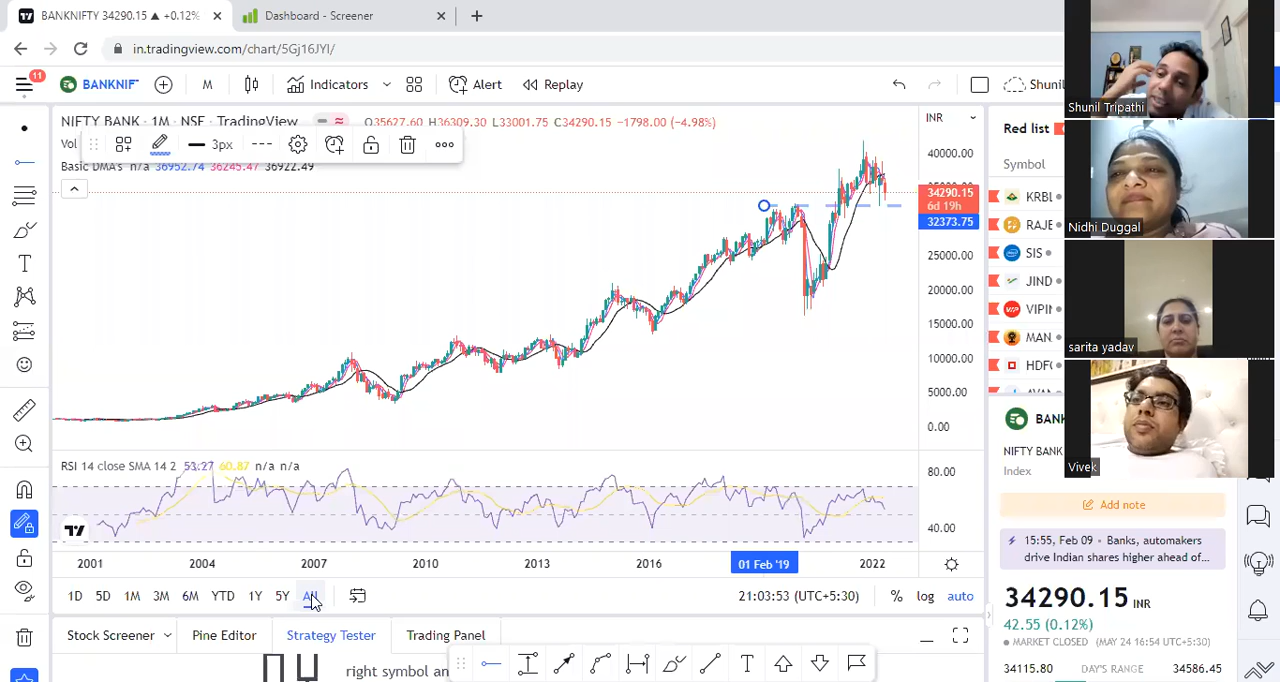 BANKNIFTY 34290.15 ▲ +0.12%
Dashboard - Screener
in.tradingview.com/chart/5Gj16JYI/
11
BANKNIF
M
Indicators
Alert
Replay
Shunil
NIFTY BANK · 1M · NSE · TradingView
O35627.60 H36309.30 L33001.75 C34290.15 −1798.00 (−4.98%)
INR
Vol
3px
Basic DMA's n/a 36952.74 36245.47 36922.49
40000.00
34290.15
6d 19h
32373.75
25000.00
20000.00
15000.00
10000.00
5000.00
0.00
RSI 14 close SMA 14 2 53.27 60.87 n/a n/a
80.00
40.00
2001
2004
2007
2010
2013
2016
01 Feb '19
2022
1D
5D
1M
3M
6M
YTD
1Y
5Y
All
21:03:53 (UTC+5:30)
%
log
auto
Stock Screener
Pine Editor
Strategy Tester
Trading Panel
right symbol an
Red list
Symbol
KRBL
RAJE
SIS
JIND
VIPIN
MAN
HDFC
BANK
NIFTY BANK
Index
Add note
15:55, Feb 09 • Banks, automakers
drive Indian shares higher ahead of...
34290.15 INR
42.55 (0.12%)
MARKET CLOSED (MAY 24 16:54 UTC+5:30)
34115.80
DAY'S RANGE
34586.45
Shunil Tripathi
Nidhi Duggal
sarita yadav
Vivek